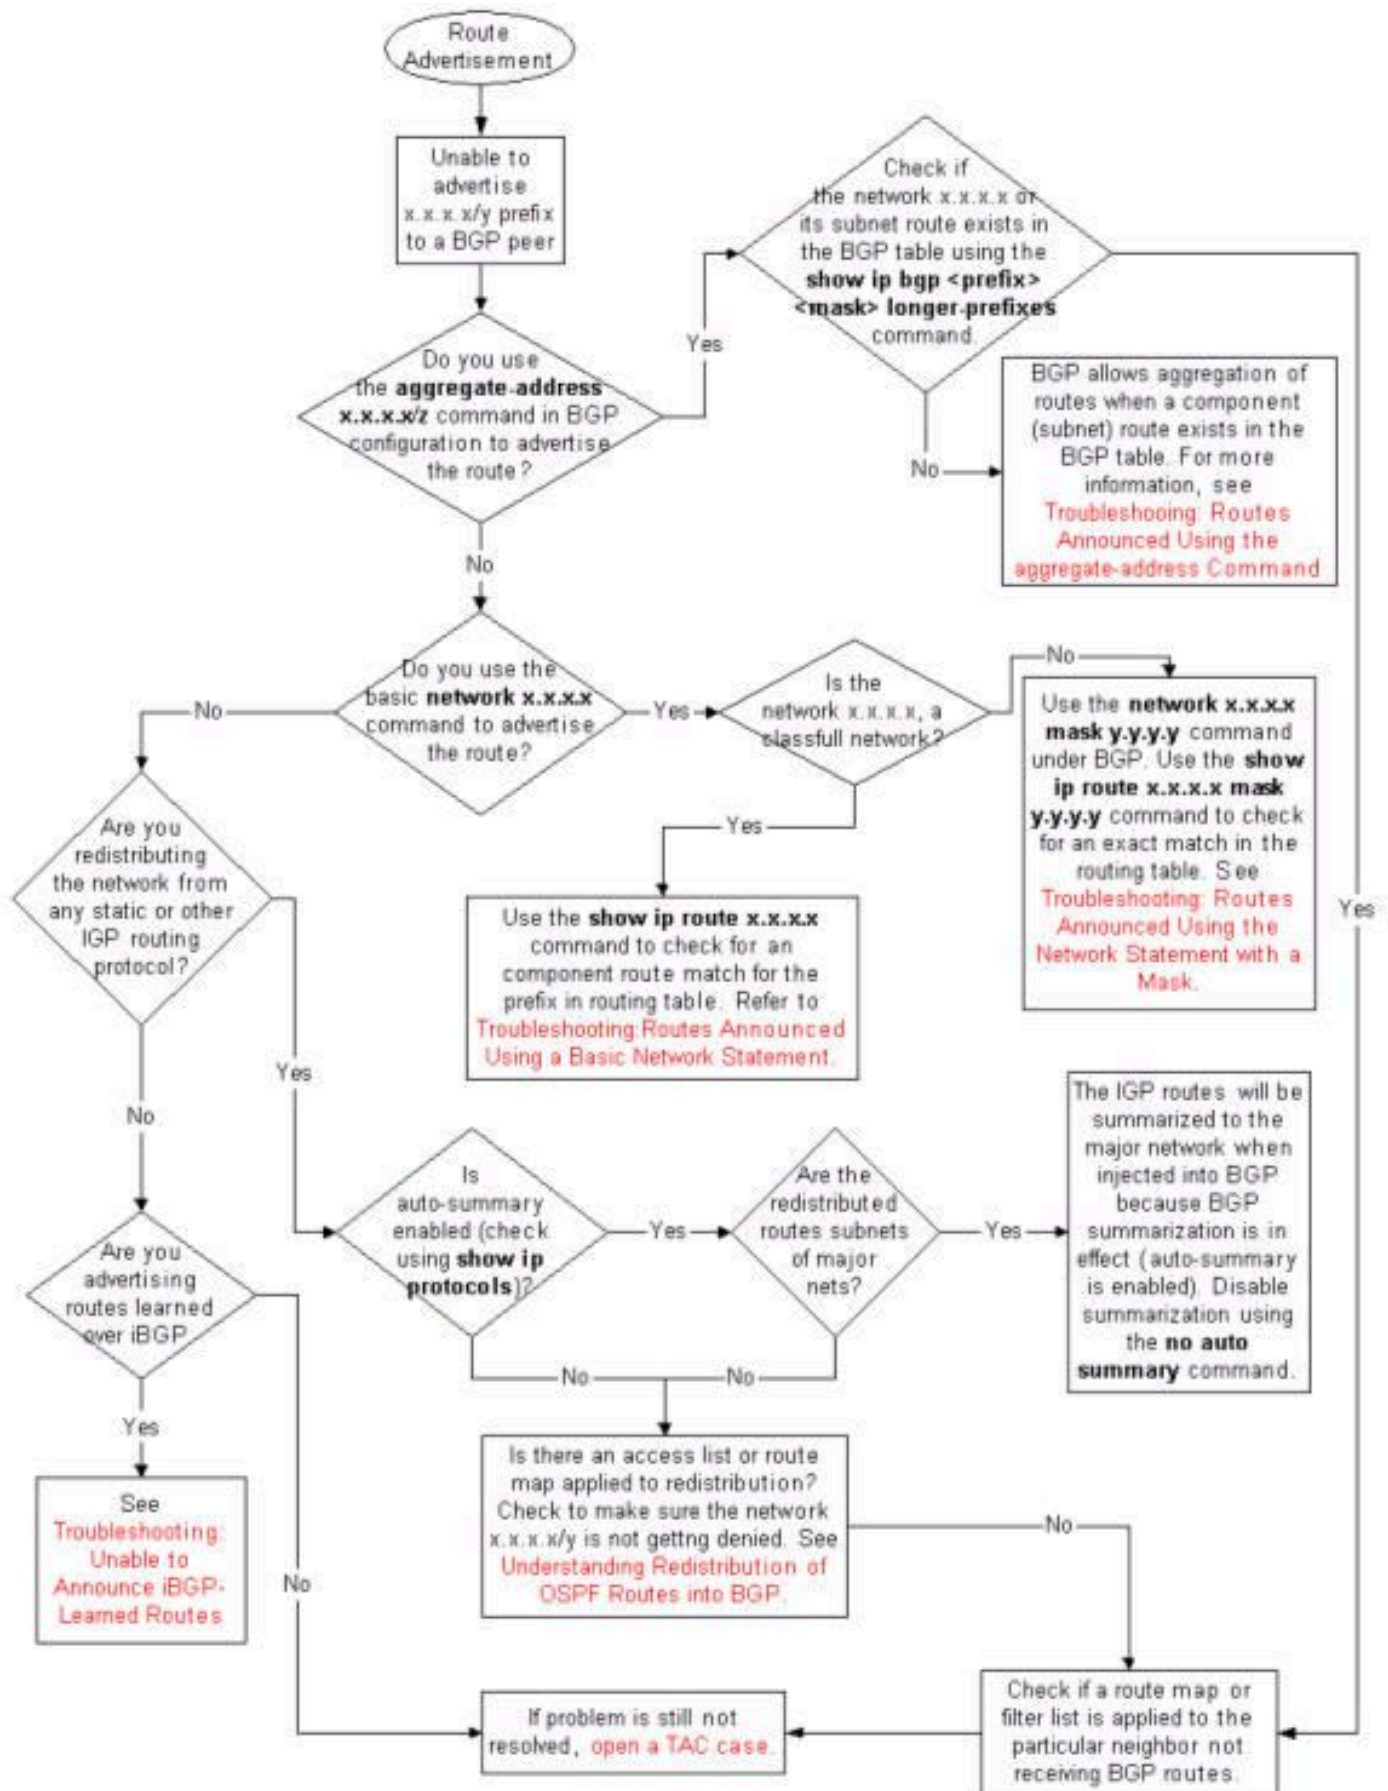 Route
Advertisement
Unable to
advertise
x.x.x.x/y prefix
to a BGP peer
Do you use
the aggregate-address
x.x.x.x/z command in BGP
configuration to advertise
the route?
Yes
Check if
the network x.x.x.x or
its subnet route exists in
the BGP table using the
show ip bgp <prefix>
<mask> longer-prefixes
command.
No
BGP allows aggregation of
routes when a component
(subnet) route exists in the
BGP table. For more
information, see
Troubleshooing: Routes
Announced Using the
aggregate-address Command
Yes
No
Do you use the
basic network x.x.x.x
command to advertise
the route?
Yes
Is the
network x.x.x.x, a
classfull network?
No
Use the network x.x.x.x
mask y.y.y.y command
under BGP. Use the show
ip route x.x.x.x mask
y.y.y.y command to check
for an exact match in the
routing table. See
Troubleshooting: Routes
Announced Using the
Network Statement with a
Mask.
Yes
Use the show ip route x.x.x.x
command to check for an
component route match for the
prefix in routing table. Refer to
Troubleshooting:Routes Announced
Using a Basic Network Statement.
No
Are you
redistributing
the network from
any static or other
IGP routing
protocol?
Yes
Is
auto-summary
enabled (check
using show ip
protocols)?
Yes
Are the
redistributed
routes subnets
of major
nets?
Yes
The IGP routes will be
summarized to the
major network when
injected into BGP
because BGP
summarization is in
effect (auto-summary
is enabled). Disable
summarization using
the no auto
summary command.
No
No
Is there an access list or route
map applied to redistribution?
Check to make sure the network
x.x.x.x/y is not gettng denied. See
Understanding Redistribution of
OSPF Routes into BGP.
No
No
Are you
advertising
routes learned
over iBGP
Yes
See
Troubleshooting:
Unable to
Announce iBGP-
Learned Routes
No
If problem is still not
resolved, open a TAC case.
Check if a route map or
filter list is applied to the
particular neighbor not
receiving BGP routes.